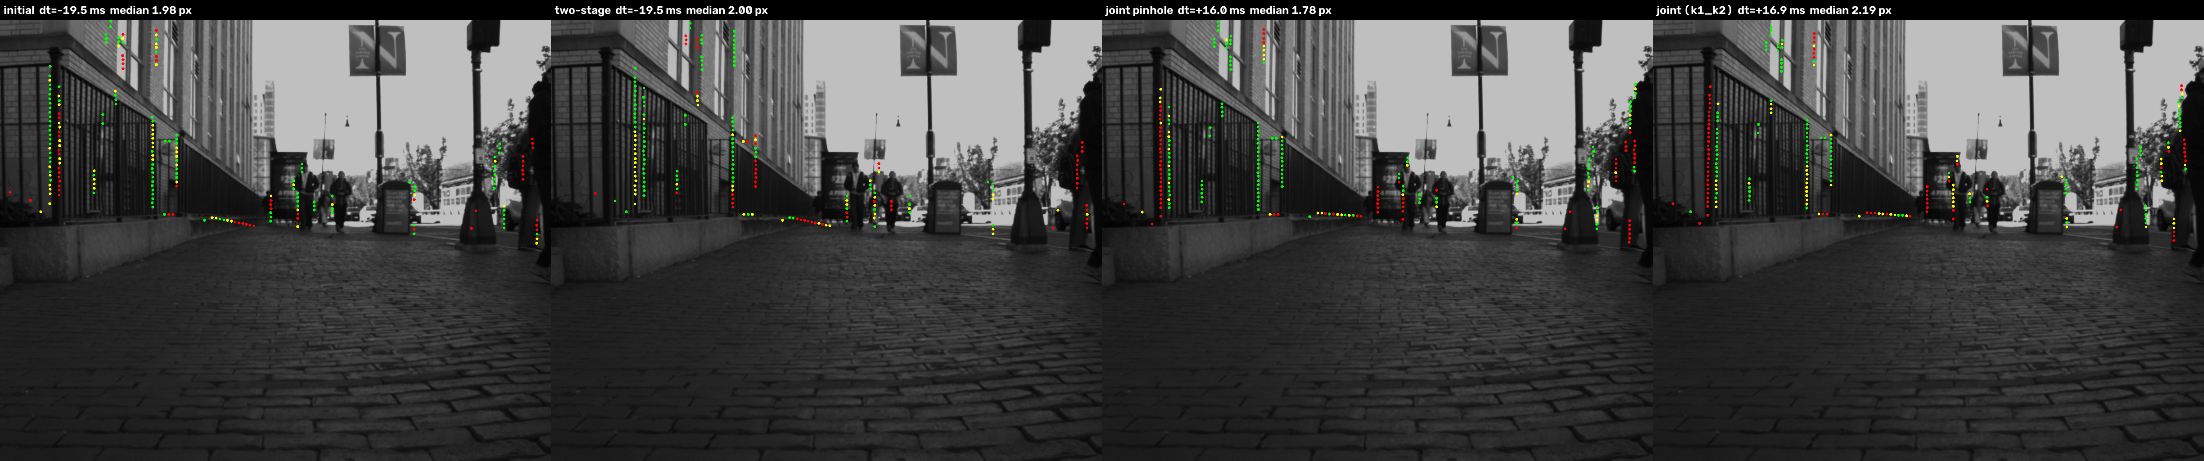 initial dt=-19.5 ms median 1.98 px
two-stage dt=-19.5 ms median 2.00 px
joint pinhole dt=+16.0 ms median 1.78 px
joint (k1_k2) dt=+16.9 ms median 2.19 px
N
N
N
N